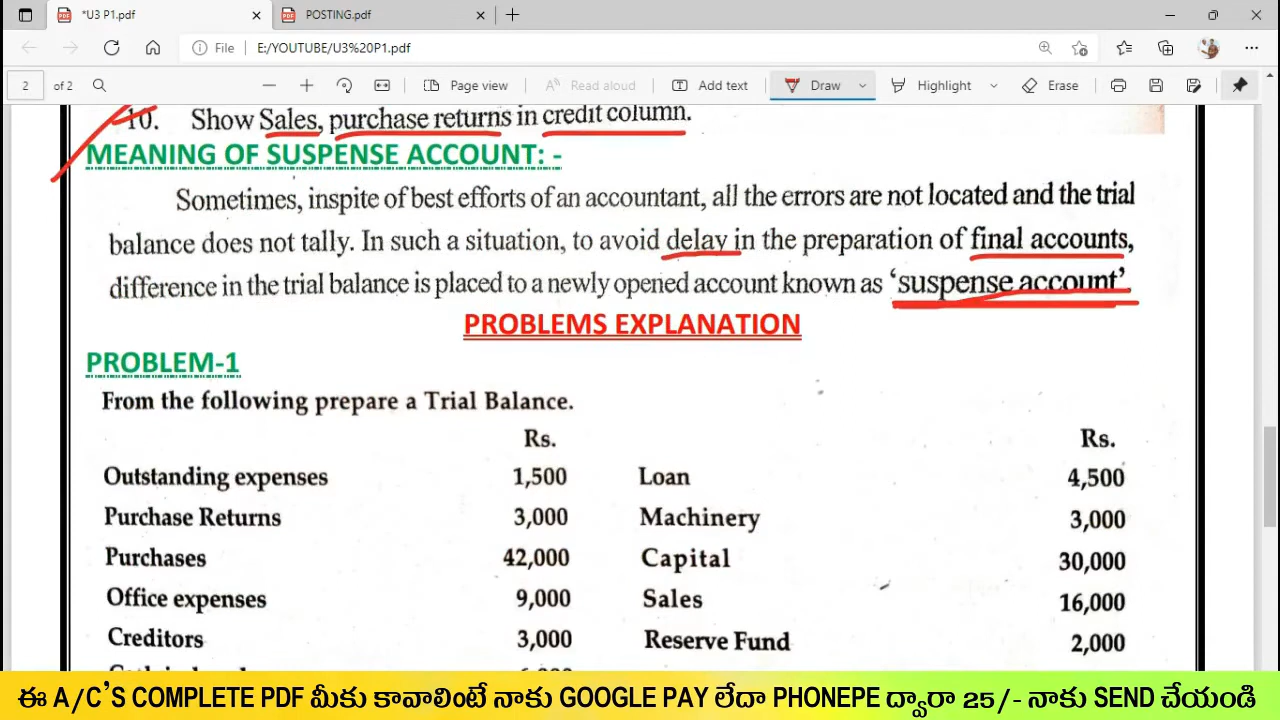 *U3 P1.pdf
POSTING.pdf
File E:/YOUTUBE/U3%20P1.pdf
2 of 2 Page view Read aloud Add text Draw Highlight Erase
10. Show Sales, purchase returns in credit column.
MEANING OF SUSPENSE ACCOUNT: -
Sometimes, inspite of best efforts of an accountant, all the errors are not located and the trial
balance does not tally. In such a situation, to avoid delay in the preparation of final accounts,
difference in the trial balance is placed to a newly opened account known as ‘suspense account’.
PROBLEMS EXPLANATION
PROBLEM-1
From the following prepare a Trial Balance.
Rs. Rs.
Outstanding expenses 1,500 Loan 4,500
Purchase Returns 3,000 Machinery 3,000
Purchases 42,000 Capital 30,000
Office expenses 9,000 Sales 16,000
Creditors 3,000 Reserve Fund 2,000
ఈ A/C'S COMPLETE PDF మీకు కావాలింటే నాకు GOOGLE PAY లేదా PHONEPE ద్వారా 25/- నాకు SEND చేయండి